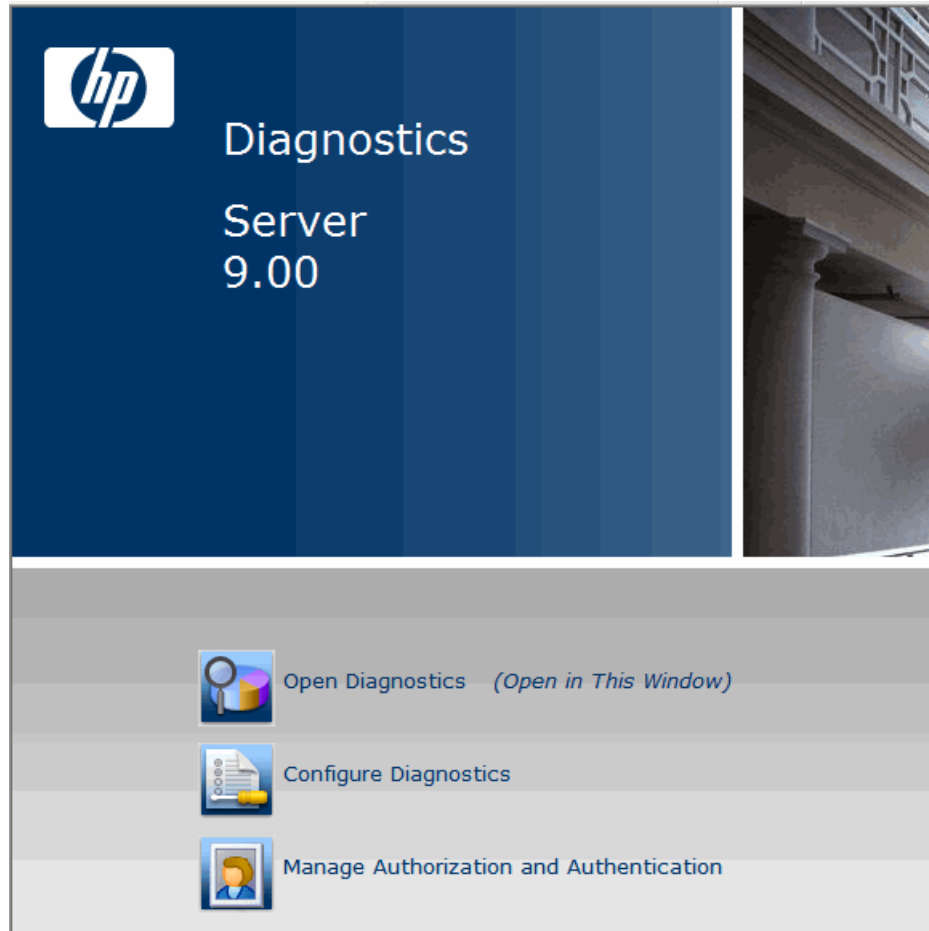 hp
Diagnostics
Server
9.00
Open Diagnostics (Open in This Window)
Configure Diagnostics
Manage Authorization and Authentication